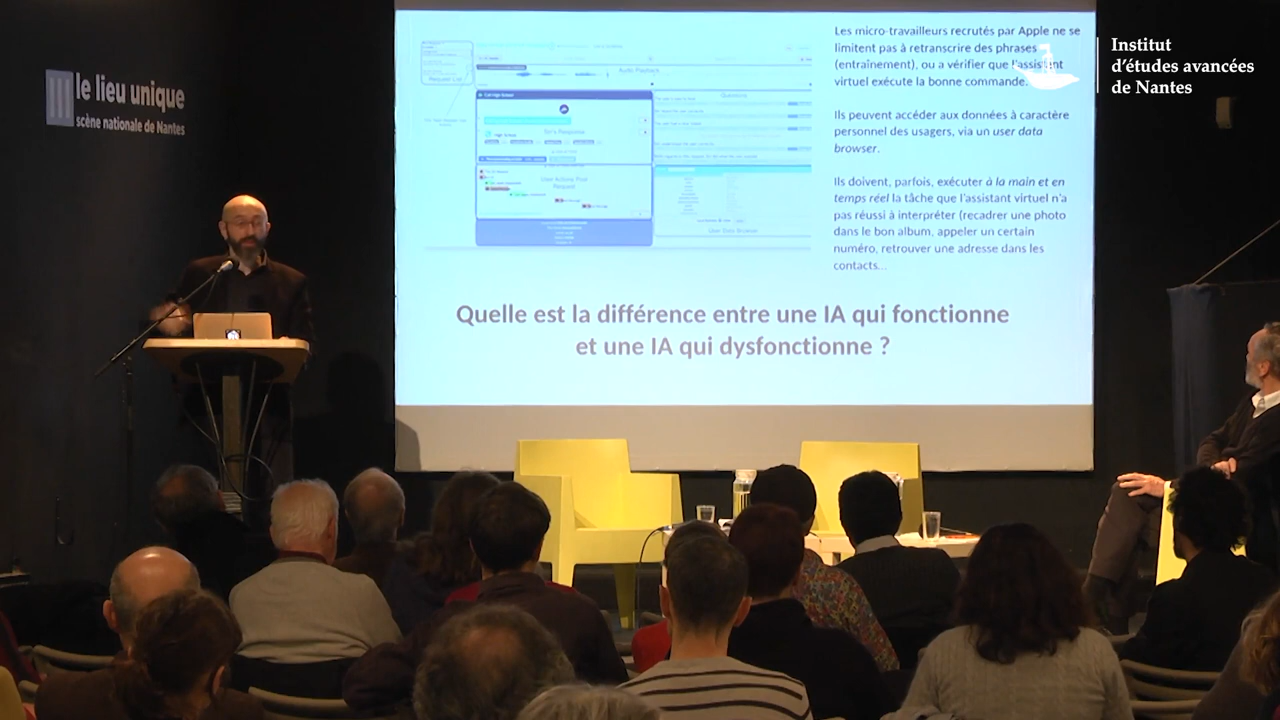 le lieu unique
scène nationale de Nantes
Institut
d'études avancées
de Nantes
Audio Playback
Request List
Questions
Siri's Response
High School
User Actions Post
Request
User Data Browser
Les micro-travailleurs recrutés par Apple ne se
limitent pas à retranscrire des phrases
(entraînement), ou a vérifier que l'assistant
virtuel exécute la bonne commande.
Ils peuvent accéder aux données à caractère
personnel des usagers, via un user data
browser.
Ils doivent, parfois, exécuter à la main et en
temps réel la tâche que l'assistant virtuel n'a
pas réussi à interpréter (recadrer une photo
dans le bon album, appeler un certain
numéro, retrouver une adresse dans les
contacts...
Quelle est la différence entre une IA qui fonctionne
et une IA qui dysfonctionne ?